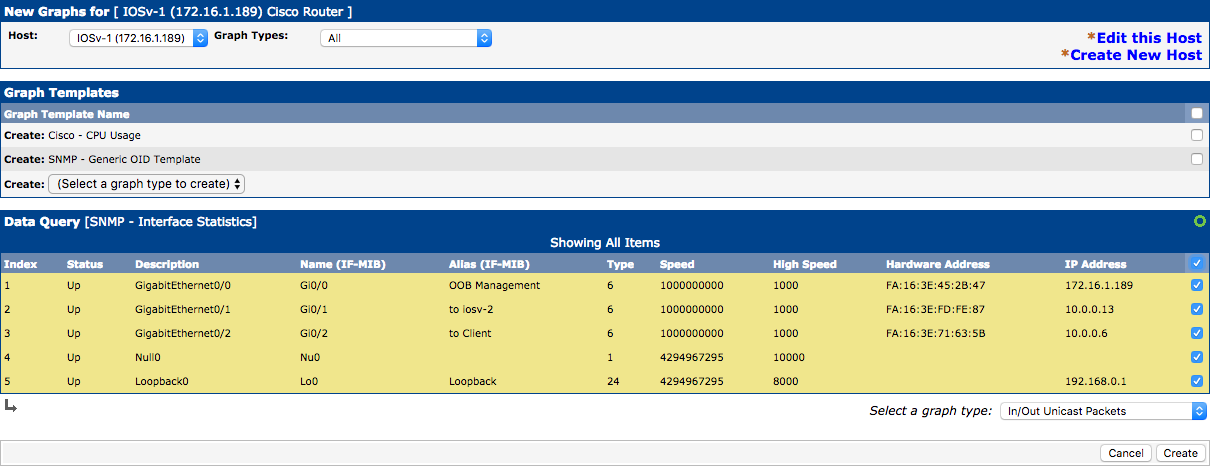 New Graphs for [ IOSv-1 (172.16.1.189) Cisco Router ]
Host: IOSv-1 (172.16.1.189) Graph Types: All *Edit this Host
*Create New Host
Graph Templates
Graph Template Name
Create: Cisco - CPU Usage
Create: SNMP - Generic OID Template
Create: (Select a graph type to create)
Data Query [SNMP - Interface Statistics]
Showing All Items
Index Status Description Name (IF-MIB) Alias (IF-MIB) Type Speed High Speed Hardware Address IP Address
1 Up GigabitEthernet0/0 Gi0/0 OOB Management 6 1000000000 1000 FA:16:3E:45:2B:47 172.16.1.189
2 Up GigabitEthernet0/1 Gi0/1 to iosv-2 6 1000000000 1000 FA:16:3E:FD:FE:87 10.0.0.13
3 Up GigabitEthernet0/2 Gi0/2 to Client 6 1000000000 1000 FA:16:3E:71:63:5B 10.0.0.6
4 Up Null0 Nu0 1 4294967295 10000
5 Up Loopback0 Lo0 Loopback 24 4294967295 8000 192.168.0.1
Select a graph type: In/Out Unicast Packets
Cancel Create